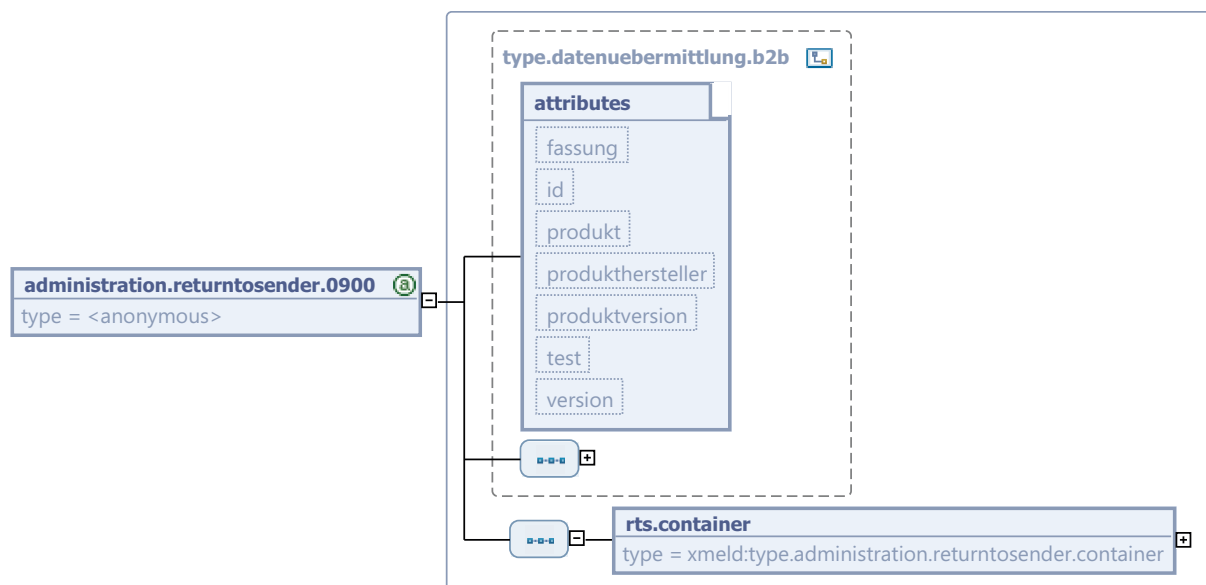 type.datenuebermittlung.b2b
attributes
fassung
id
produkt
produkthersteller
produktversion
test
version
administration.returntosender.0900 a
type = <anonymous>
rts.container
type = xmeld:type.administration.returntosender.container